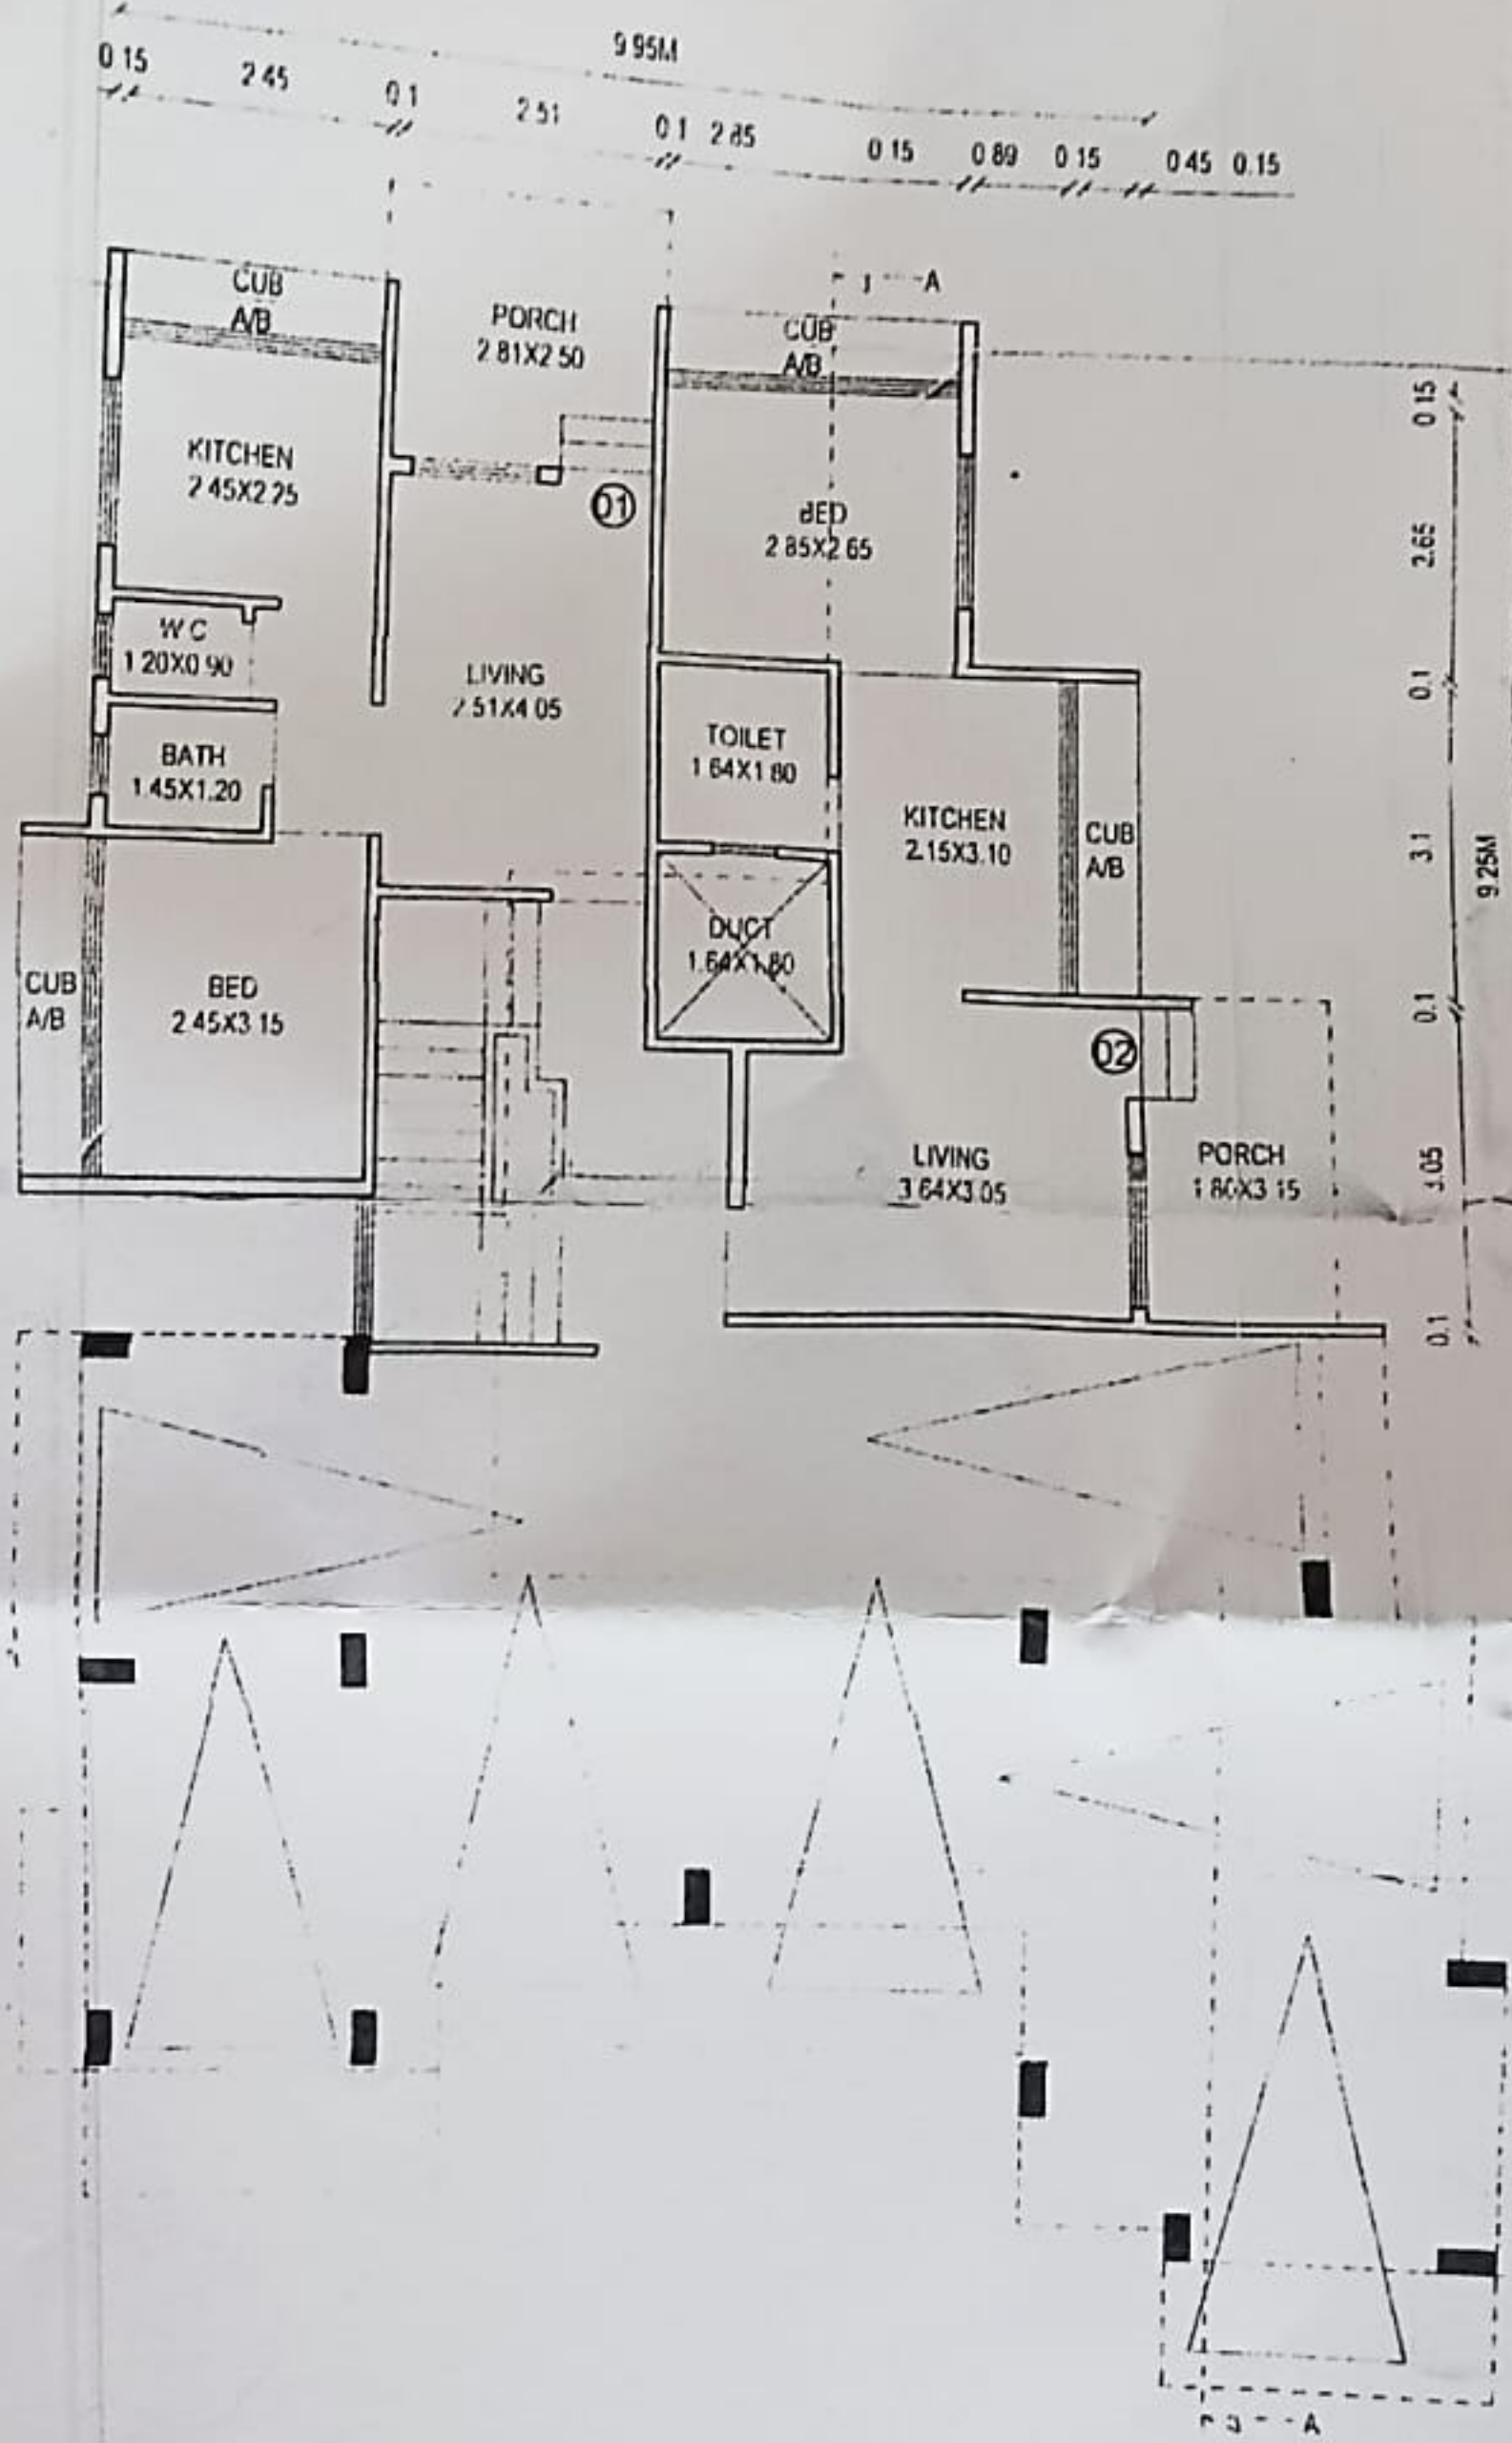 9.95M
0.15 2.45 0.1 2.51 0.1 2.85 0.15 0.89 0.15 0.45 0.15
A
CUB
A/B
PORCH
2.81X2.50
CUB
A/B
KITCHEN
2.45X2.25
01
BED
2.85X2.65
W C
1.20X0.90
LIVING
2.51X4.05
BATH
1.45X1.20
TOILET
1.64X1.80
KITCHEN
2.15X3.10
CUB
A/B
CUB
A/B
BED
2.45X3.15
DUCT
1.64X1.80
02
LIVING
3.64X3.05
PORCH
1.80X3.15
0.15
2.65
0.1
3.1
0.1
3.05
0.1
9.25M
A